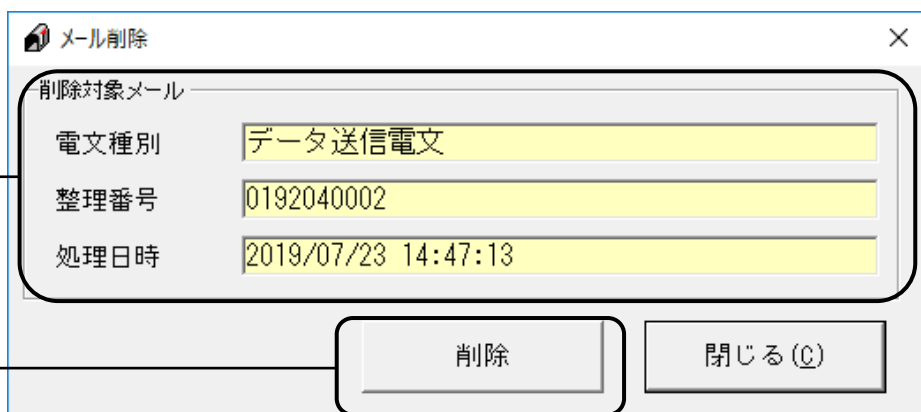 メール削除
削除対象メール
電文種別 データ送信電文
整理番号 0192040002
処理日時 2019/07/23 14:47:13
削除 閉じる(C)